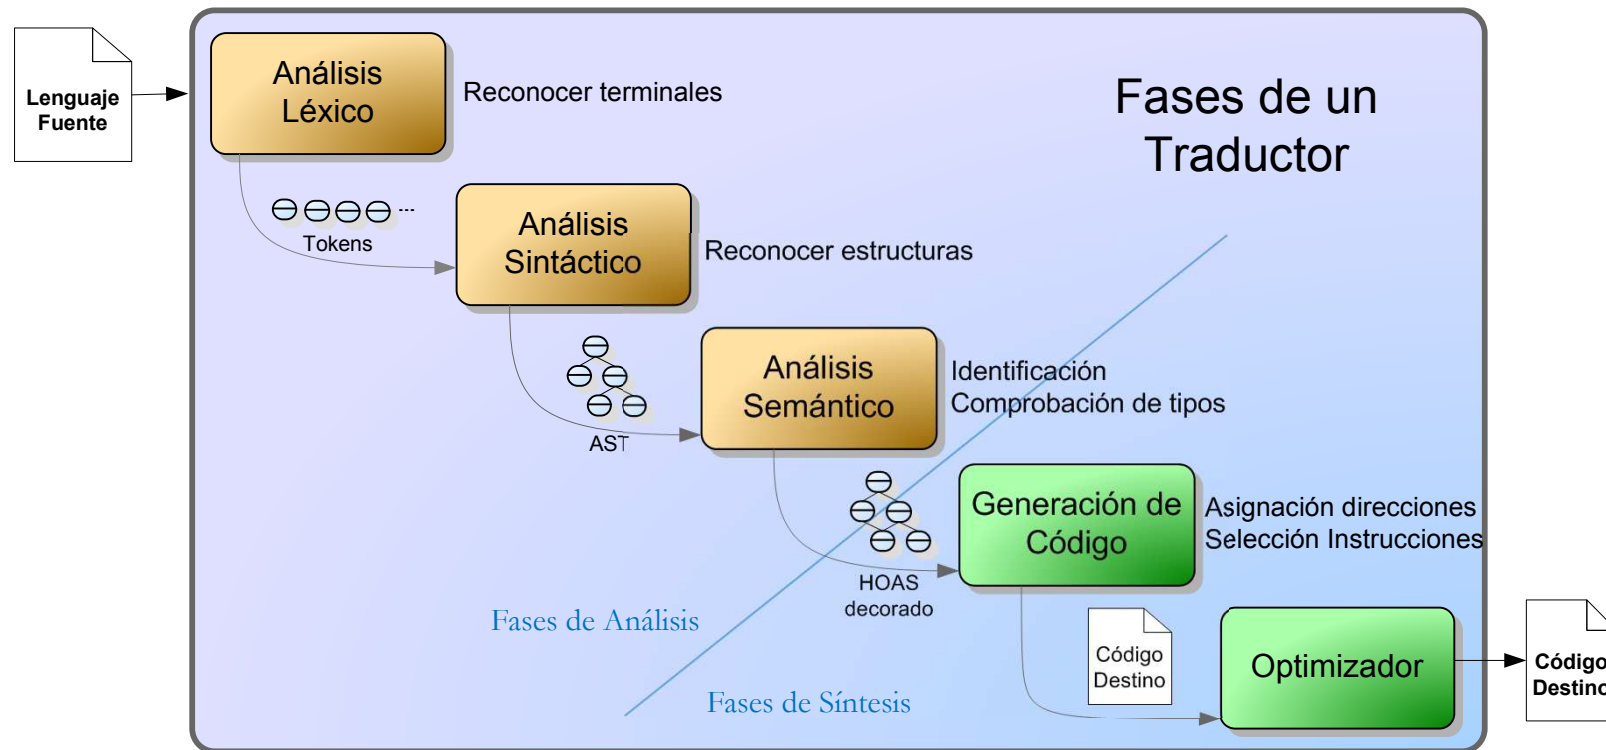 Lenguaje
Fuente
Análisis
Léxico
Reconocer terminales
Fases de un
Traductor
Tokens
...
Análisis
Sintáctico
Reconocer estructuras
AST
Análisis
Semántico
Identificación
Comprobación de tipos
HOAS
decorado
Generación de
Código
Asignación direcciones
Selección Instrucciones
Fases de Análisis
Fases de Síntesis
Código
Destino
Optimizador
Código
Destino